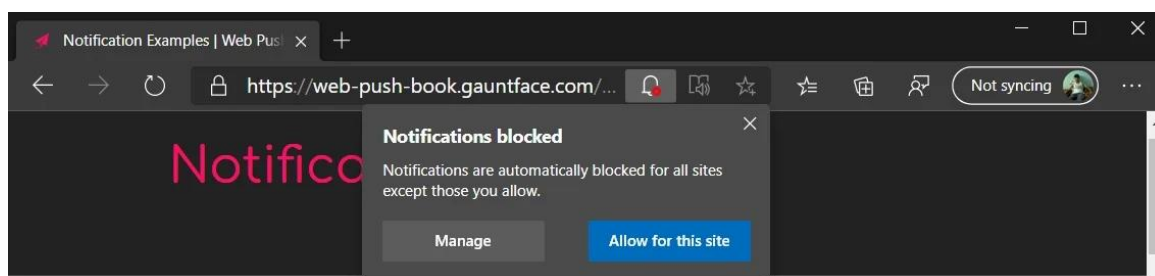 Notification Examples | Web Pus
https://web-push-book.gauntface.com/...
Not syncing
Notifico
Notifications blocked
Notifications are automatically blocked for all sites
except those you allow.
Manage
Allow for this site